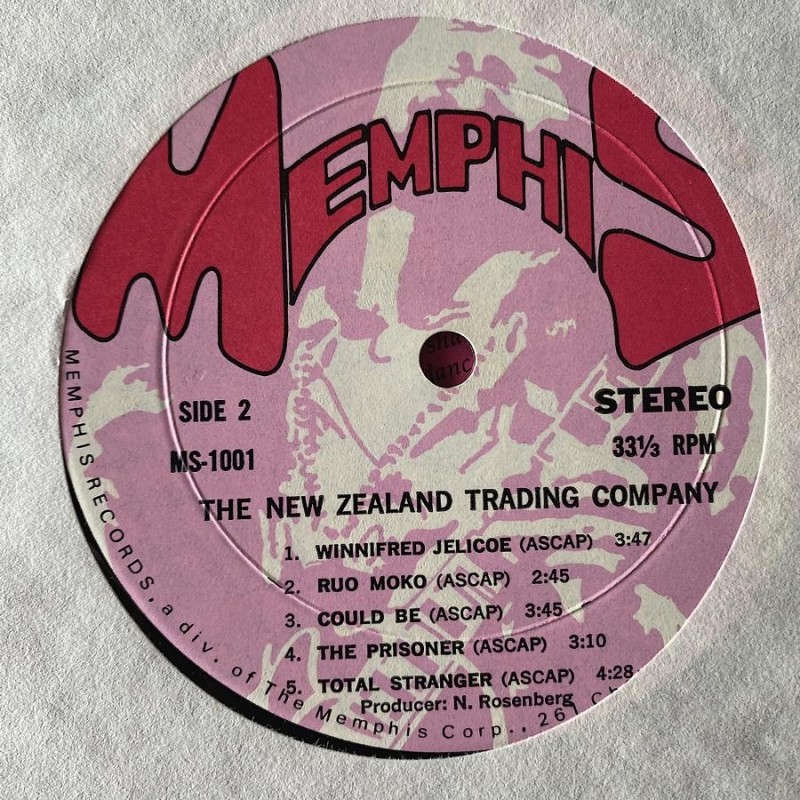 MEMPHIS
SIDE 2
STEREO
MS-1001
33⅓ RPM
THE NEW ZEALAND TRADING COMPANY
1. WINNIFRED JELICOE (ASCAP) 3:47
2. RUO MOKO (ASCAP) 2:45
3. COULD BE (ASCAP) 3:45
4. THE PRISONER (ASCAP) 3:10
5. TOTAL STRANGER (ASCAP) 4:28
Producer: N. Rosenberg
MEMPHIS RECORDS, a div. of The Memphis Corp., 261